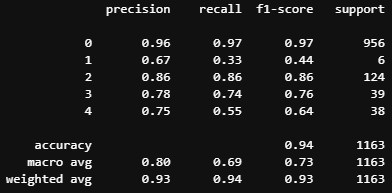 precision recall f1-score support
0 0.96 0.97 0.97 956
1 0.67 0.33 0.44 6
2 0.86 0.86 0.86 124
3 0.78 0.74 0.76 39
4 0.75 0.55 0.64 38
accuracy 0.94 1163
macro avg 0.80 0.69 0.73 1163
weighted avg 0.93 0.94 0.93 1163